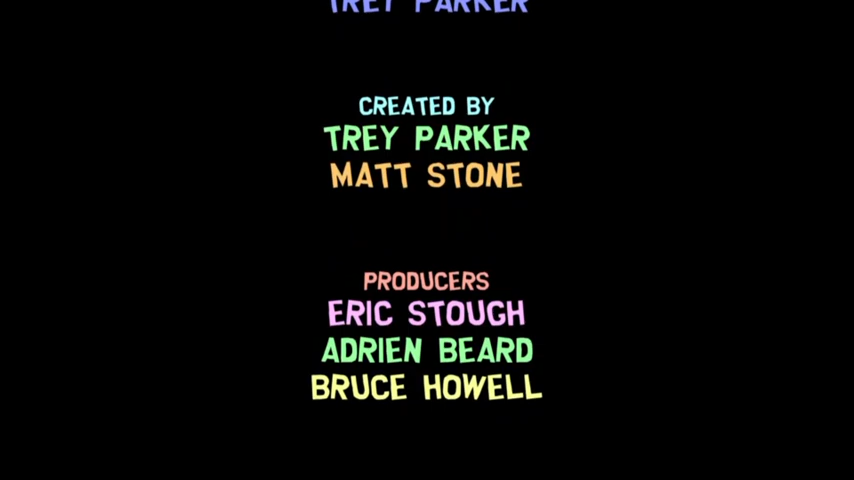 TREY PARKER
CREATED BY
TREY PARKER
MATT STONE
PRODUCERS
ERIC STOUGH
ADRIEN BEARD
BRUCE HOWELL